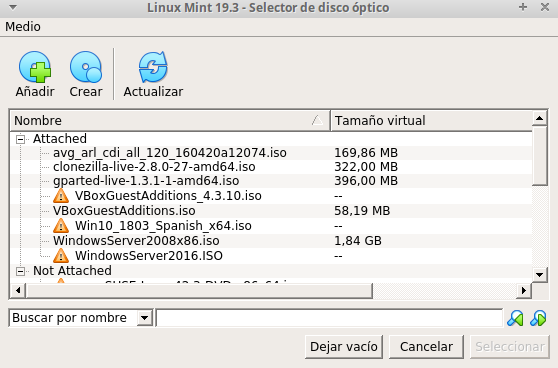 Linux Mint 19.3 - Selector de disco óptico
Medio
Añadir Crear Actualizar
Nombre Tamaño virtual
Attached
avg_arl_cdi_all_120_160420a12074.iso 169,86 MB
clonezilla-live-2.8.0-27-amd64.iso 322,00 MB
gparted-live-1.3.1-1-amd64.iso 396,00 MB
VBoxGuestAdditions_4.3.10.iso --
VBoxGuestAdditions.iso 58,19 MB
Win10_1803_Spanish_x64.iso --
WindowsServer2008x86.iso 1,84 GB
WindowsServer2016.ISO --
Not Attached
Buscar por nombre
Dejar vacío Cancelar Seleccionar